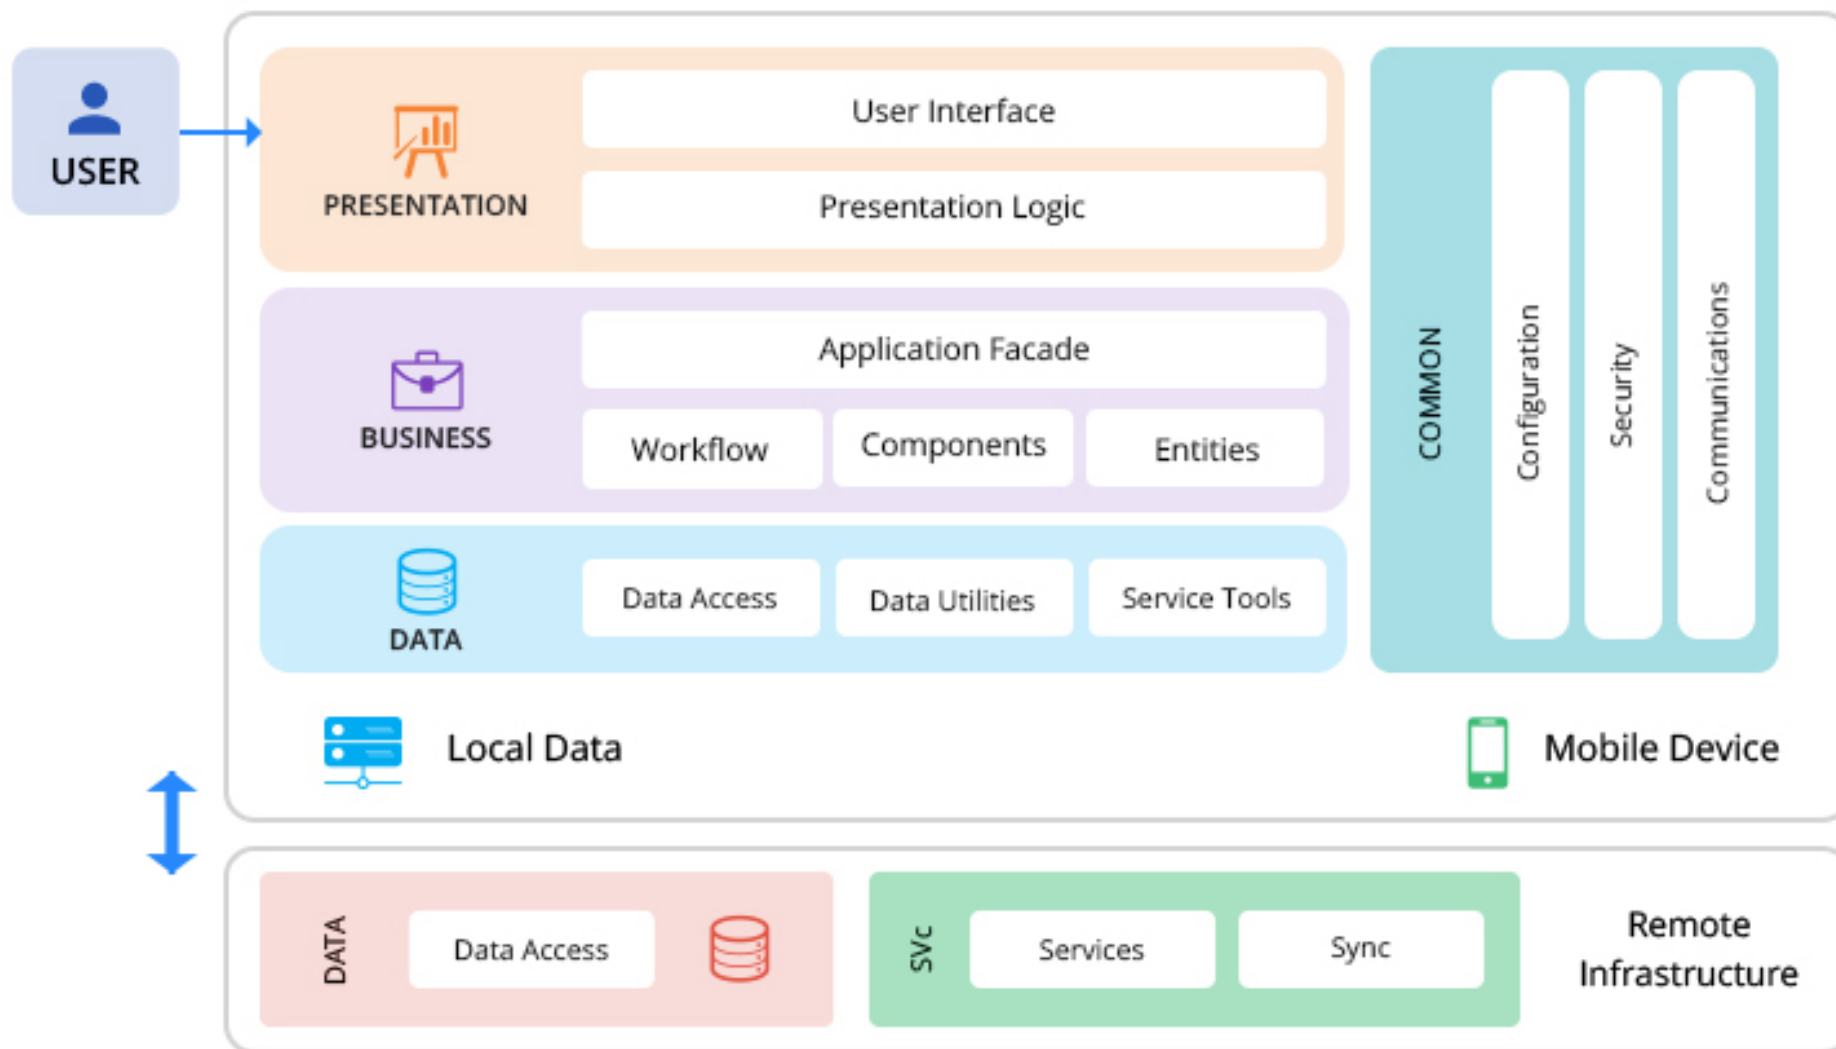 USER
PRESENTATION
User Interface
Presentation Logic
BUSINESS
Application Facade
Workflow
Components
Entities
DATA
Data Access
Data Utilities
Service Tools
COMMON
Configuration
Security
Communications
Local Data
Mobile Device
DATA
Data Access
SVc
Services
Sync
Remote
Infrastructure